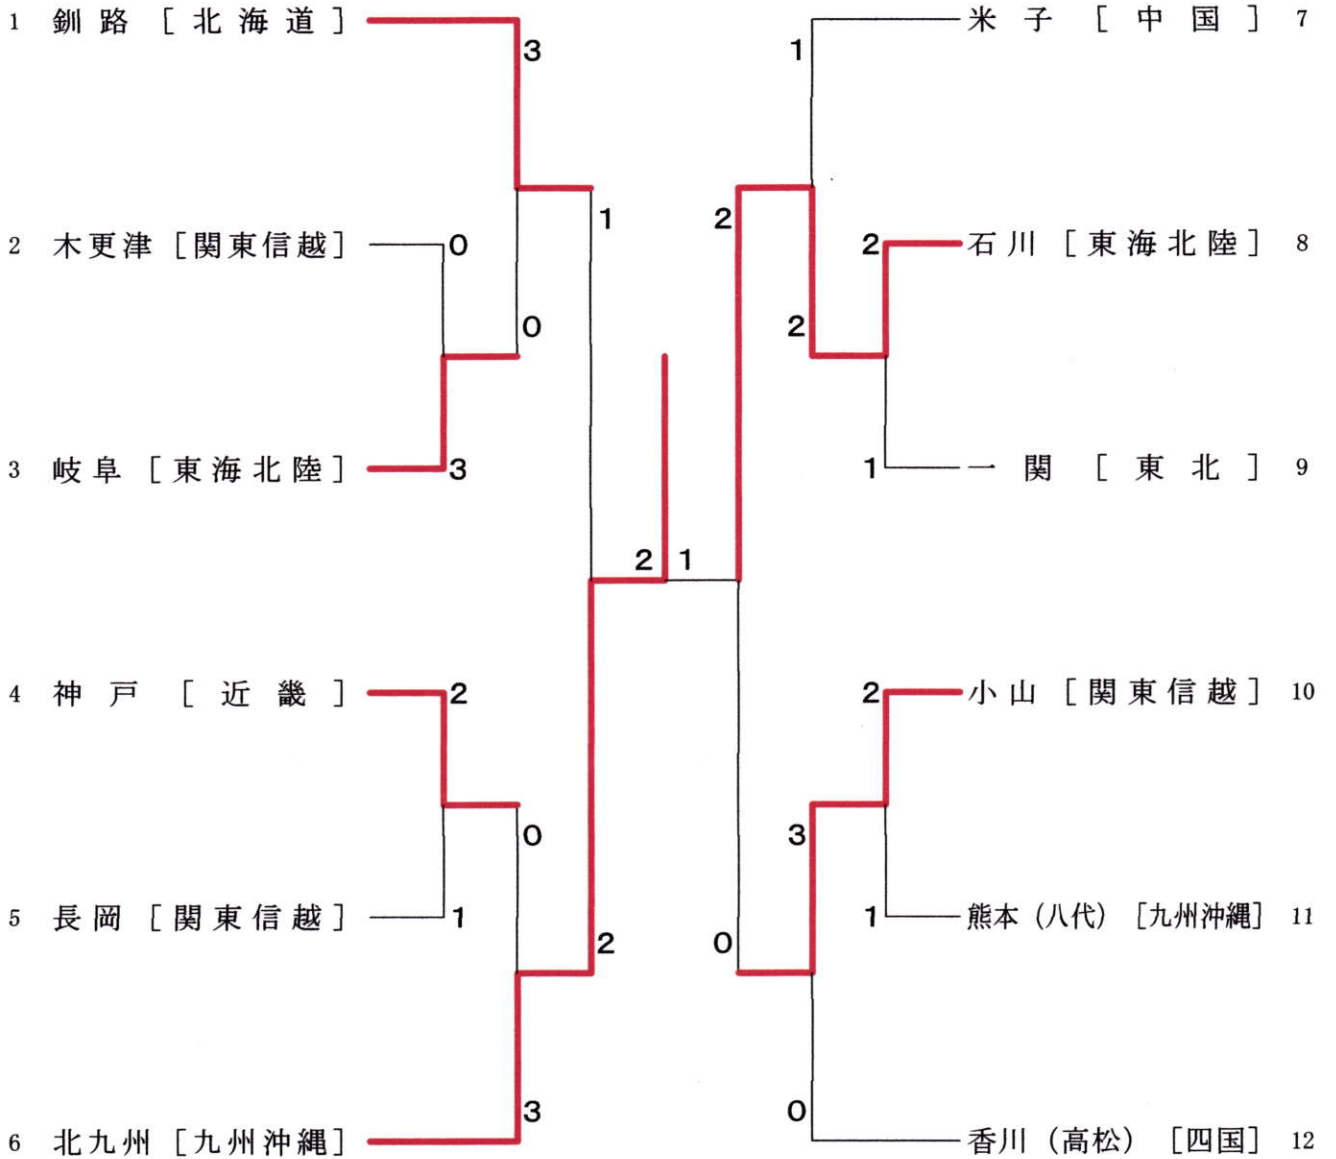 1 釧路 [北海道]
3
2 木更津 [関東信越]
0
0
3 岐阜 [東海北陸]
3
1
4 神戸 [近畿]
2
0
5 長岡 [関東信越]
1
2
6 北九州 [九州沖縄]
3
2 1
米子 [中国] 7
1
2
石川 [東海北陸] 8
2
2
一関 [東北] 9
1
小山 [関東信越] 10
2
3
熊本 (八代) [九州沖縄] 11
1
0
香川 (高松) [四国] 12
0